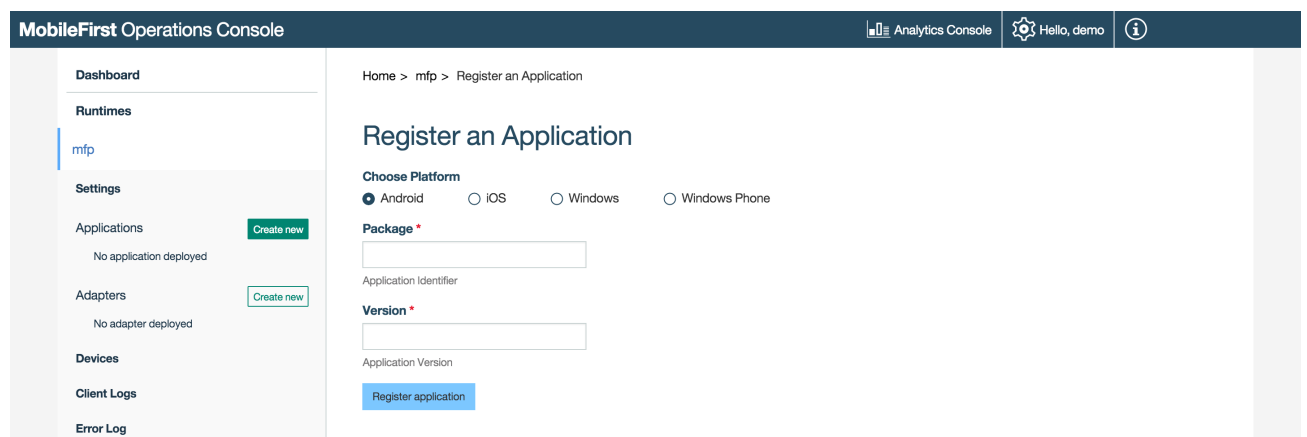 MobileFirst Operations Console
Analytics Console
Hello, demo
Dashboard
Runtimes
mfp
Settings
Applications
Create new
No application deployed
Adapters
Create new
No adapter deployed
Devices
Client Logs
Error Log
Home > mfp > Register an Application
Register an Application
Choose Platform
Android iOS Windows Windows Phone
Package *
Application Identifier
Version *
Application Version
Register application